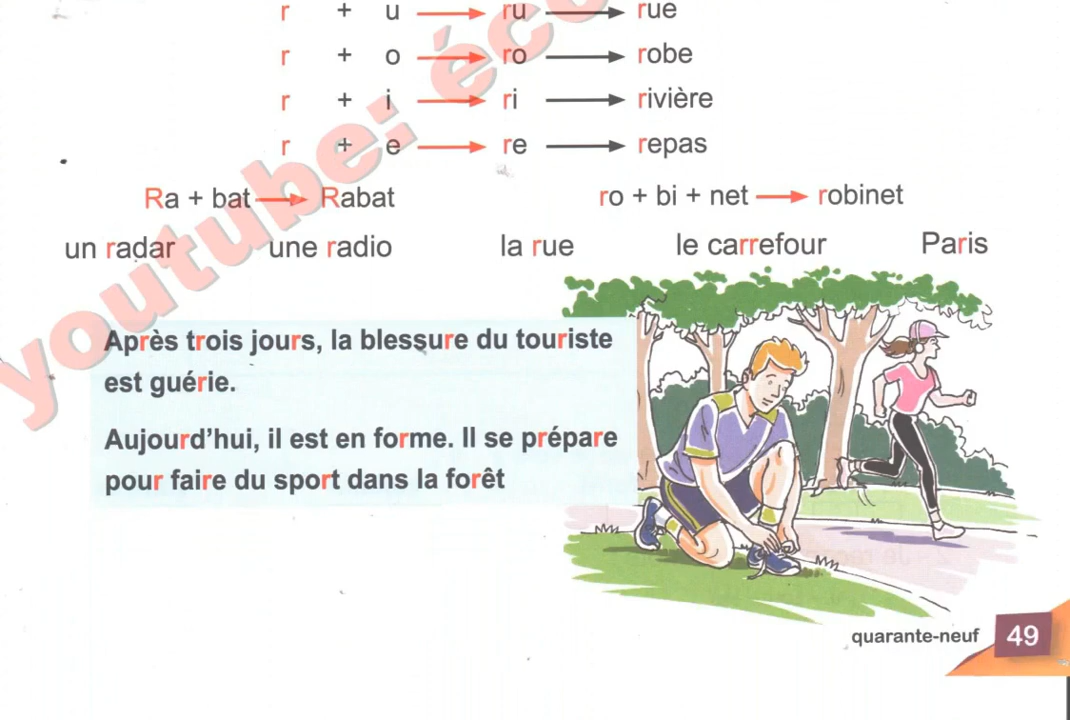 r + u → ru → rue
r + o → ro → robe
r + i → ri → rivière
r + e → re → repas
Ra + bat → Rabat ro + bi + net → robinet
un radar une radio la rue le carrefour Paris
Après trois jours, la blessure du touriste
est guérie.
Aujourd'hui, il est en forme. Il se prépare
pour faire du sport dans la forêt
quarante-neuf 49
youtube: éco